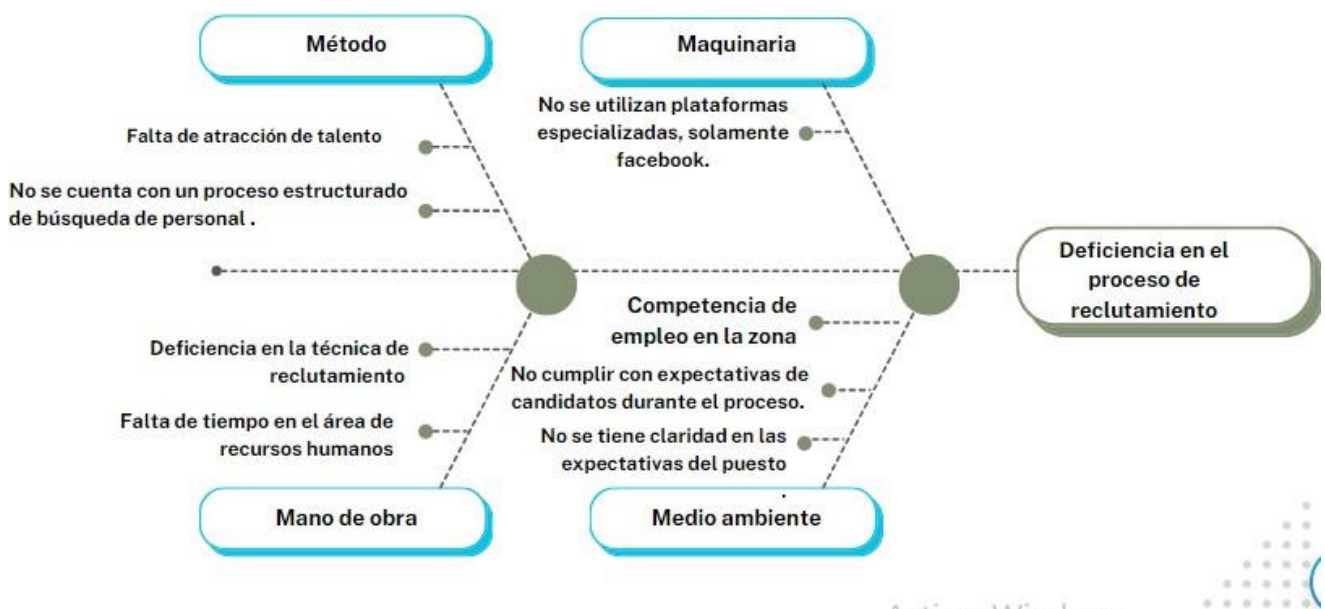 Método
Maquinaria
Falta de atracción de talento
No se cuenta con un proceso estructurado
de búsqueda de personal .
No se utilizan plataformas
especializadas, solamente
facebook.
Deficiencia en el
proceso de
reclutamiento
Deficiencia en la técnica de
reclutamiento
Falta de tiempo en el área de
recursos humanos
Competencia de
empleo en la zona
No cumplir con expectativas de
candidatos durante el proceso.
No se tiene claridad en las
expectativas del puesto
.
Mano de obra
Medio ambiente